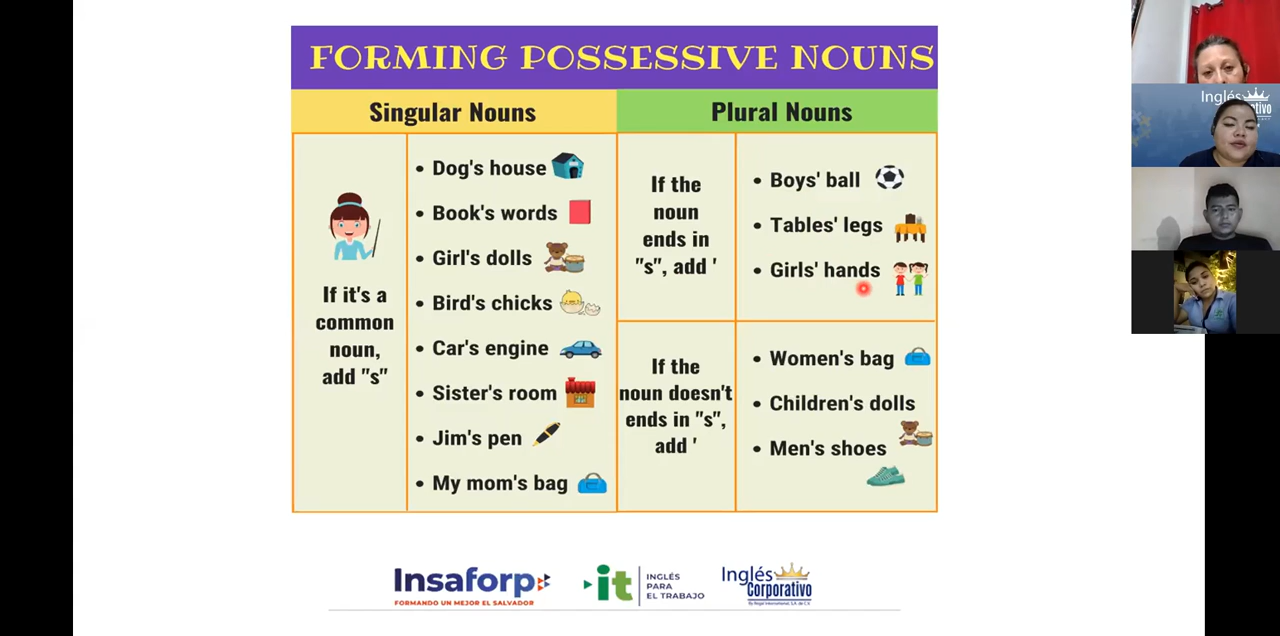 FORMING POSSESSIVE NOUNS
Singular Nouns
Plural Nouns
If it's a
common
noun,
add "s"
• Dog's house
• Book's words
• Girl's dolls
• Bird's chicks
• Car's engine
• Sister's room
• Jim's pen
• My mom's bag
If the
noun
ends in
"s", add '
• Boys' ball
• Tables' legs
• Girls' hands
If the
noun doesn't
ends in "s",
add '
• Women's bag
• Children's dolls
• Men's shoes
Insaforp
FORMANDO UN MEJOR EL SALVADOR
it
INGLÉS
PARA
EL TRABAJO
Inglés
Corporativo
Inglés